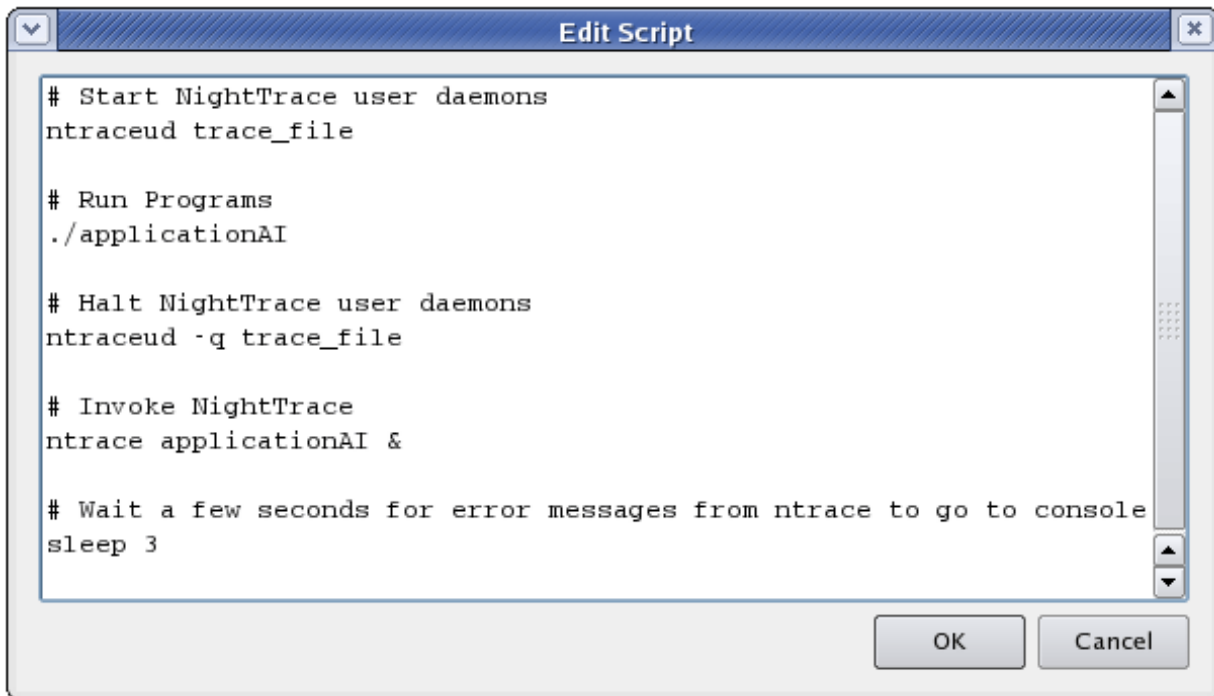 Edit Script
# Start NightTrace user daemons
ntraceud trace_file
# Run Programs
./applicationAI
# Halt NightTrace user daemons
ntraceud -q trace_file
# Invoke NightTrace
ntrace applicationAI &
# Wait a few seconds for error messages from ntrace to go to console
sleep 3
OK Cancel